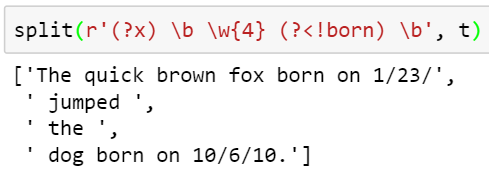 split(r'(?x) \b \w{4} (?<!born) \b', t)
['The quick brown fox born on 1/23/',
' jumped ',
' the ',
' dog born on 10/6/10.']